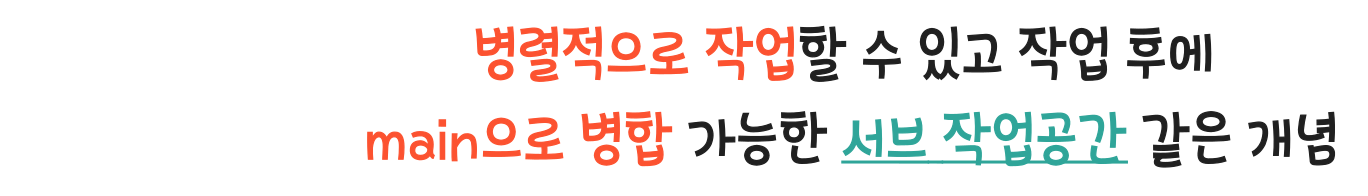 병렬적으로 작업할 수 있고 작업 후에
main으로 병합 가능한 서브 작업공간 같은 개념